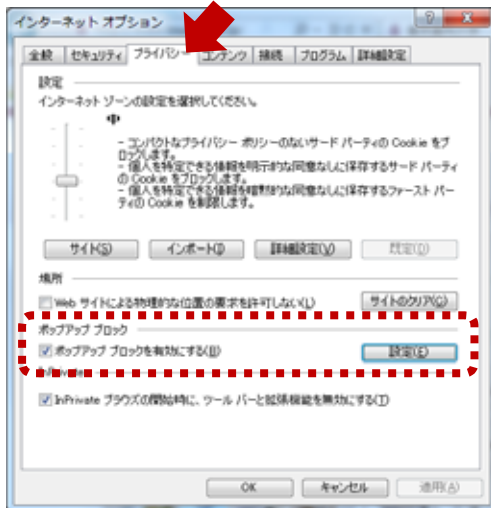 インターネット オプション
全般 セキュリティ プライバシー コンテンツ 接続 プログラム 詳細設定
設定
インターネット ゾーンの設定を選択してください。
中
- コンパクトなプライバシー ポリシーのないサード パーティの Cookie をブ
ロックします。
- 個人を特定できる情報を明示的な同意なしに保存するサード パーティ
の Cookie をブロックします。
- 個人を特定できる情報を暗黙的な同意なしに保存するファースト パー
ティの Cookie を制限します。
サイト(S) インポート(I) 詳細設定(V) 既定(D)
場所
Web サイトによる物理的な位置の要求を許可しない(L) サイトのクリア(C)
ポップアップ ブロック
ポップアップ ブロックを有効にする(B) 設定(E)
InPrivate
InPrivate ブラウズの開始時に、ツール バーと拡張機能を無効にする(T)
OK キャンセル 適用(A)